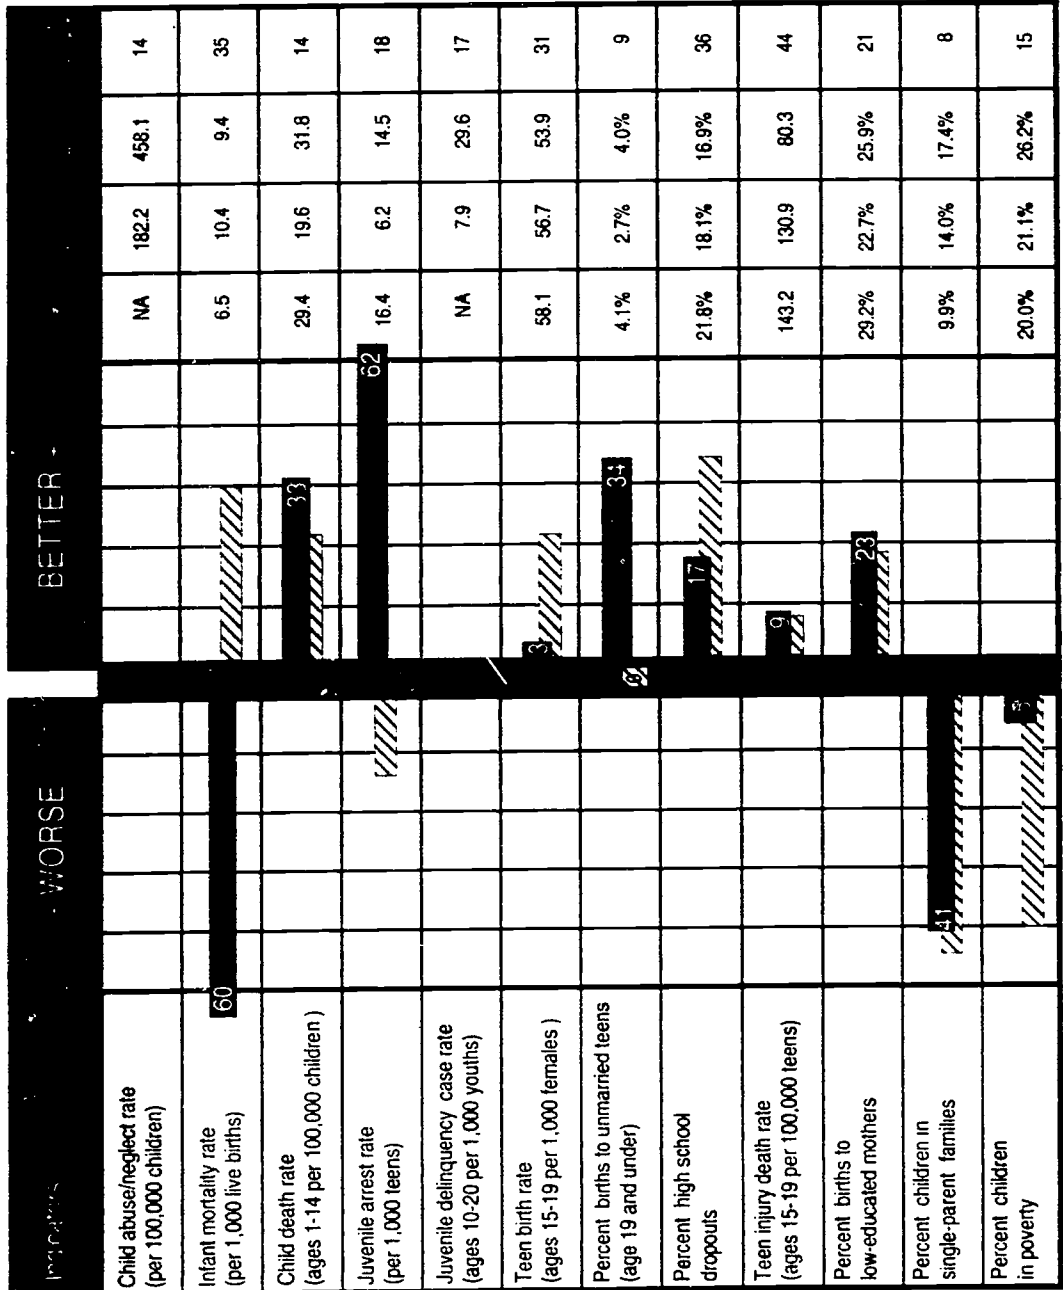 - WORSE
BETTER +
Child abuse/neglect rate
(per 100,000 children)
NA
182.2
458.1
14
Infant mortality rate
(per 1,000 live births)
60
6.5
10.4
9.4
35
Child death rate
(ages 1-14 per 100,000 children )
33
29.4
19.6
31.8
14
Juvenile arrest rate
(per 1,000 teens)
62
16.4
6.2
14.5
18
Juvenile delinquency case rate
(ages 10-20 per 1,000 youths)
NA
7.9
29.6
17
Teen birth rate
(ages 15-19 per 1,000 females )
3
58.1
56.7
53.9
31
Percent births to unmarried teens
(age 19 and under)
34
0
4.1%
2.7%
4.0%
9
Percent high school
dropouts
17
21.8%
18.1%
16.9%
36
Teen injury death rate
(ages 15-19 per 100,000 teens)
9
143.2
130.9
80.3
44
Percent births to
low-educated mothers
23
29.2%
22.7%
25.9%
21
Percent children in
single-parent families
41
9.9%
14.0%
17.4%
8
Percent children
in poverty
20.0%
21.1%
26.2%
15